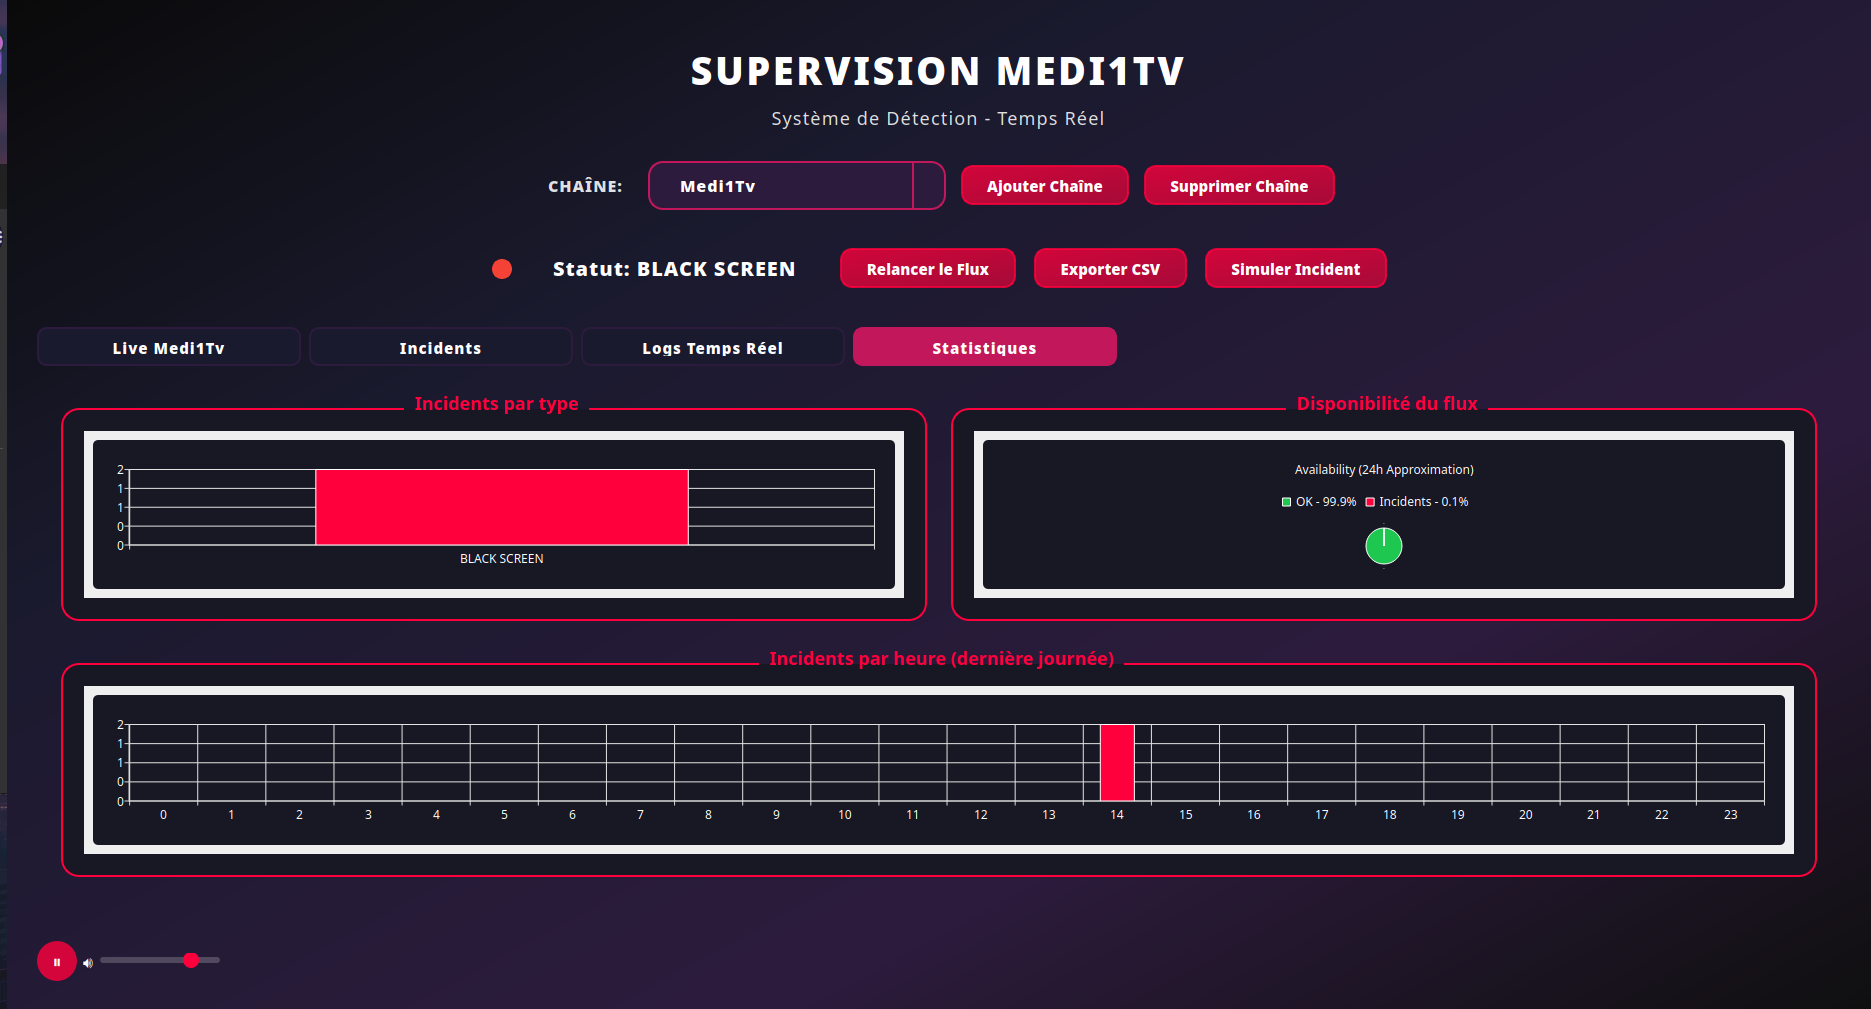 SUPERVISION MEDI1TV
Système de Détection - Temps Réel
CHAÎNE: Medi1Tv Ajouter Chaîne Supprimer Chaîne
Statut: BLACK SCREEN Relancer le Flux Exporter CSV Simuler Incident
Live Medi1Tv Incidents Logs Temps Réel Statistiques
Incidents par type
2
1
1
0
0
BLACK SCREEN
Disponibilité du flux
Availability (24h Approximation)
OK - 99.9% Incidents - 0.1%
Incidents par heure (dernière journée)
2
1
1
0
0
0 1 2 3 4 5 6 7 8 9 10 11 12 13 14 15 16 17 18 19 20 21 22 23